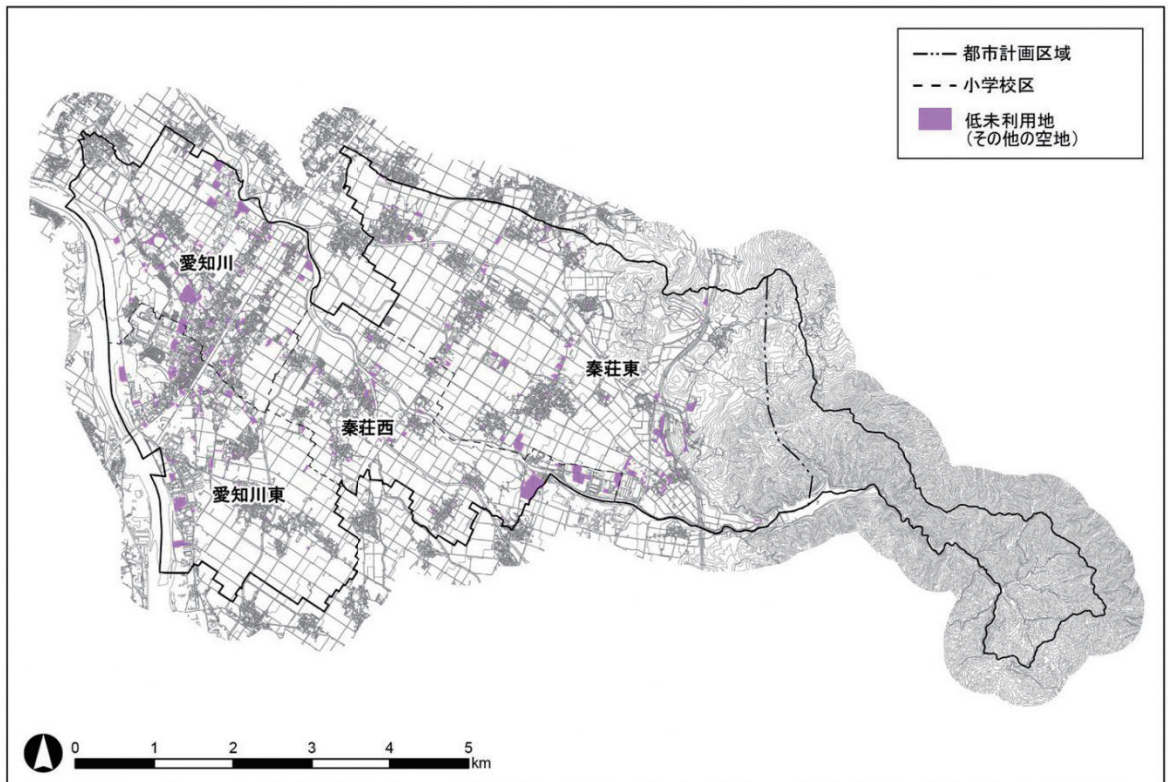 都市計画区域
小学校区
低未利用地
（その他の空地）
愛知川
秦荘東
秦荘西
愛知川東
0 1 2 3 4 5
km